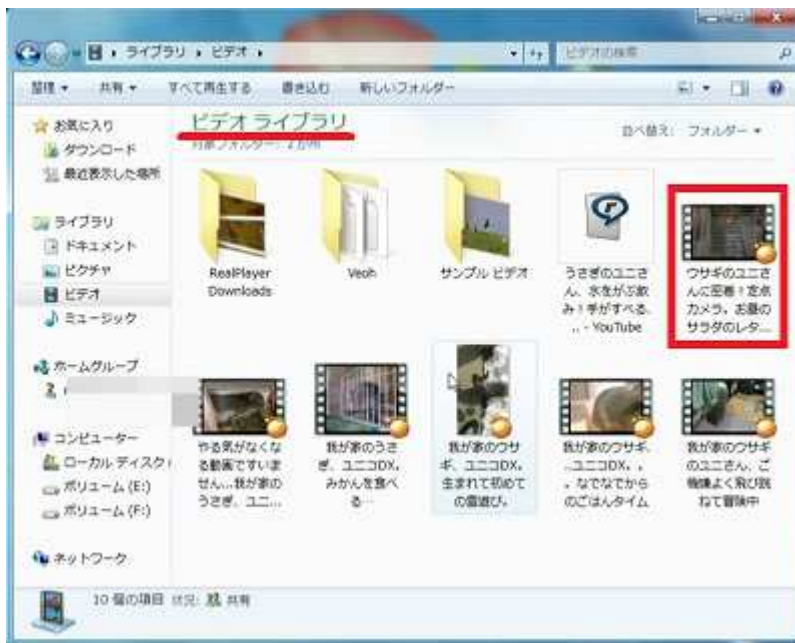 ライブラリ ▸ ビデオ ▸
ビデオの検索
整理 ▾ 共有 ▾ すべて再生する 書き込む 新しいフォルダー
お気に入り
ダウンロード
最近表示した場所
ライブラリ
ドキュメント
ピクチャ
ビデオ
ミュージック
ホームグループ
コンピューター
ローカル ディスク
ボリューム (E:)
ボリューム (F:)
ネットワーク
ビデオ ライブラリ
対象フォルダー: 2 か所
並べ替え: フォルダー ▾
RealPlayer
Downloads
Veoh
サンプル ビデオ
うさぎのユニさ
ん、水をがぶ飲
み!手がすべる.
.. - YouTube
ウサギのユニさ
んに密着!定点
カメラ。お昼の
サラダのレタ...
やる気がなくな
る動画ですいま
せん...我が家の
うさぎ、ユニ...
我が家のうさ
ぎ、ユニコDX。
みかんを食べ
る…
我が家のウサ
ギ、ユニコDX。
生まれて初めて
の雪遊び。
我が家のウサギ.
.ユニコDX。.
.なでなでから
のごはんタイム
我が家のウサギ
のユニさん、ご
機嫌よく飛び跳
ねて冒険中
10 個の項目 状況: 共有